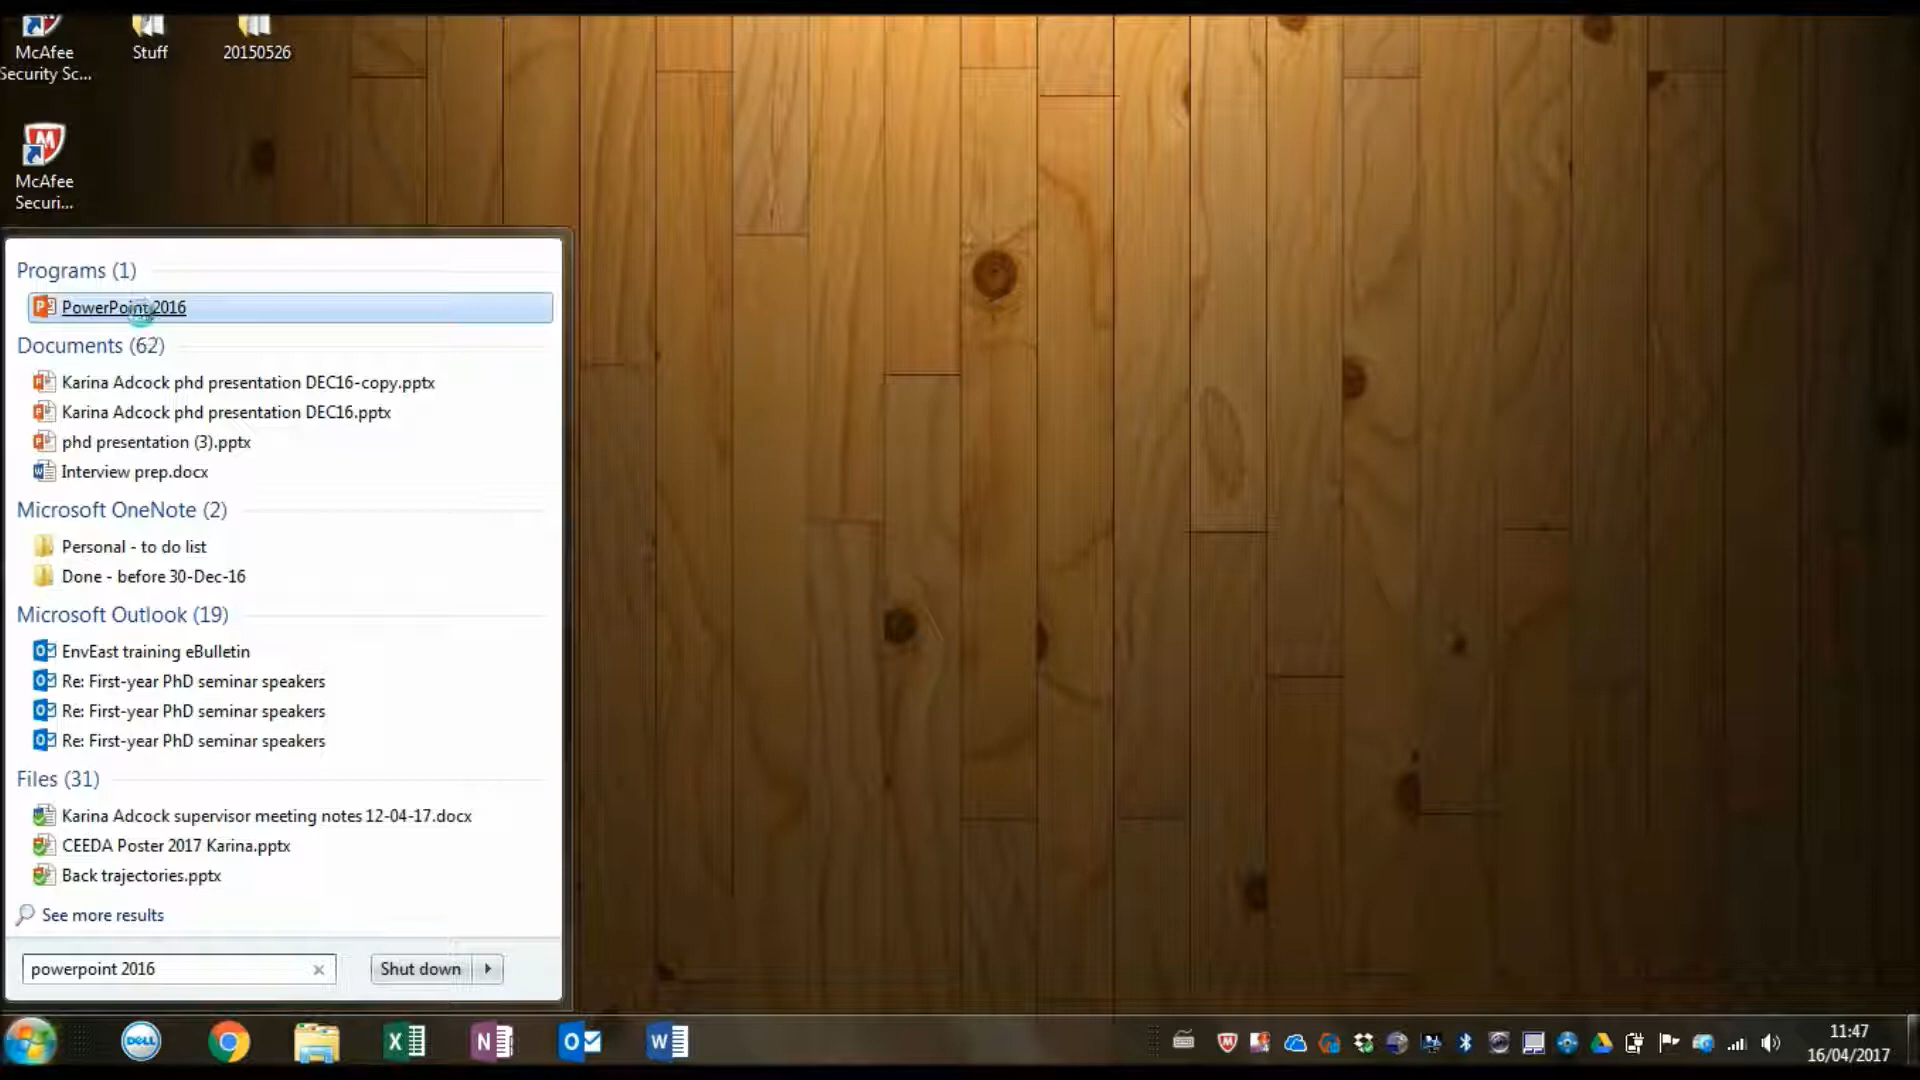 McAfee
Security Sc...
Stuff
20150526
McAfee
Securi...
Programs (1)
PowerPoint 2016
Documents (62)
Karina Adcock phd presentation DEC16-copy.pptx
Karina Adcock phd presentation DEC16.pptx
phd presentation (3).pptx
Interview prep.docx
Microsoft OneNote (2)
Personal - to do list
Done - before 30-Dec-16
Microsoft Outlook (19)
EnvEast training eBulletin
Re: First-year PhD seminar speakers
Re: First-year PhD seminar speakers
Re: First-year PhD seminar speakers
Files (31)
Karina Adcock supervisor meeting notes 12-04-17.docx
CEEDA Poster 2017 Karina.pptx
Back trajectories.pptx
See more results
powerpoint 2016
Shut down
DELL
11:47
16/04/2017